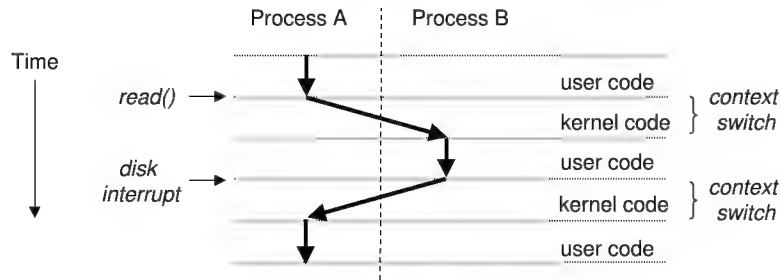 Process A Process B
Time
user code
read()
context
switch
kernel code
user code
disk
interrupt
context
switch
kernel code
user code